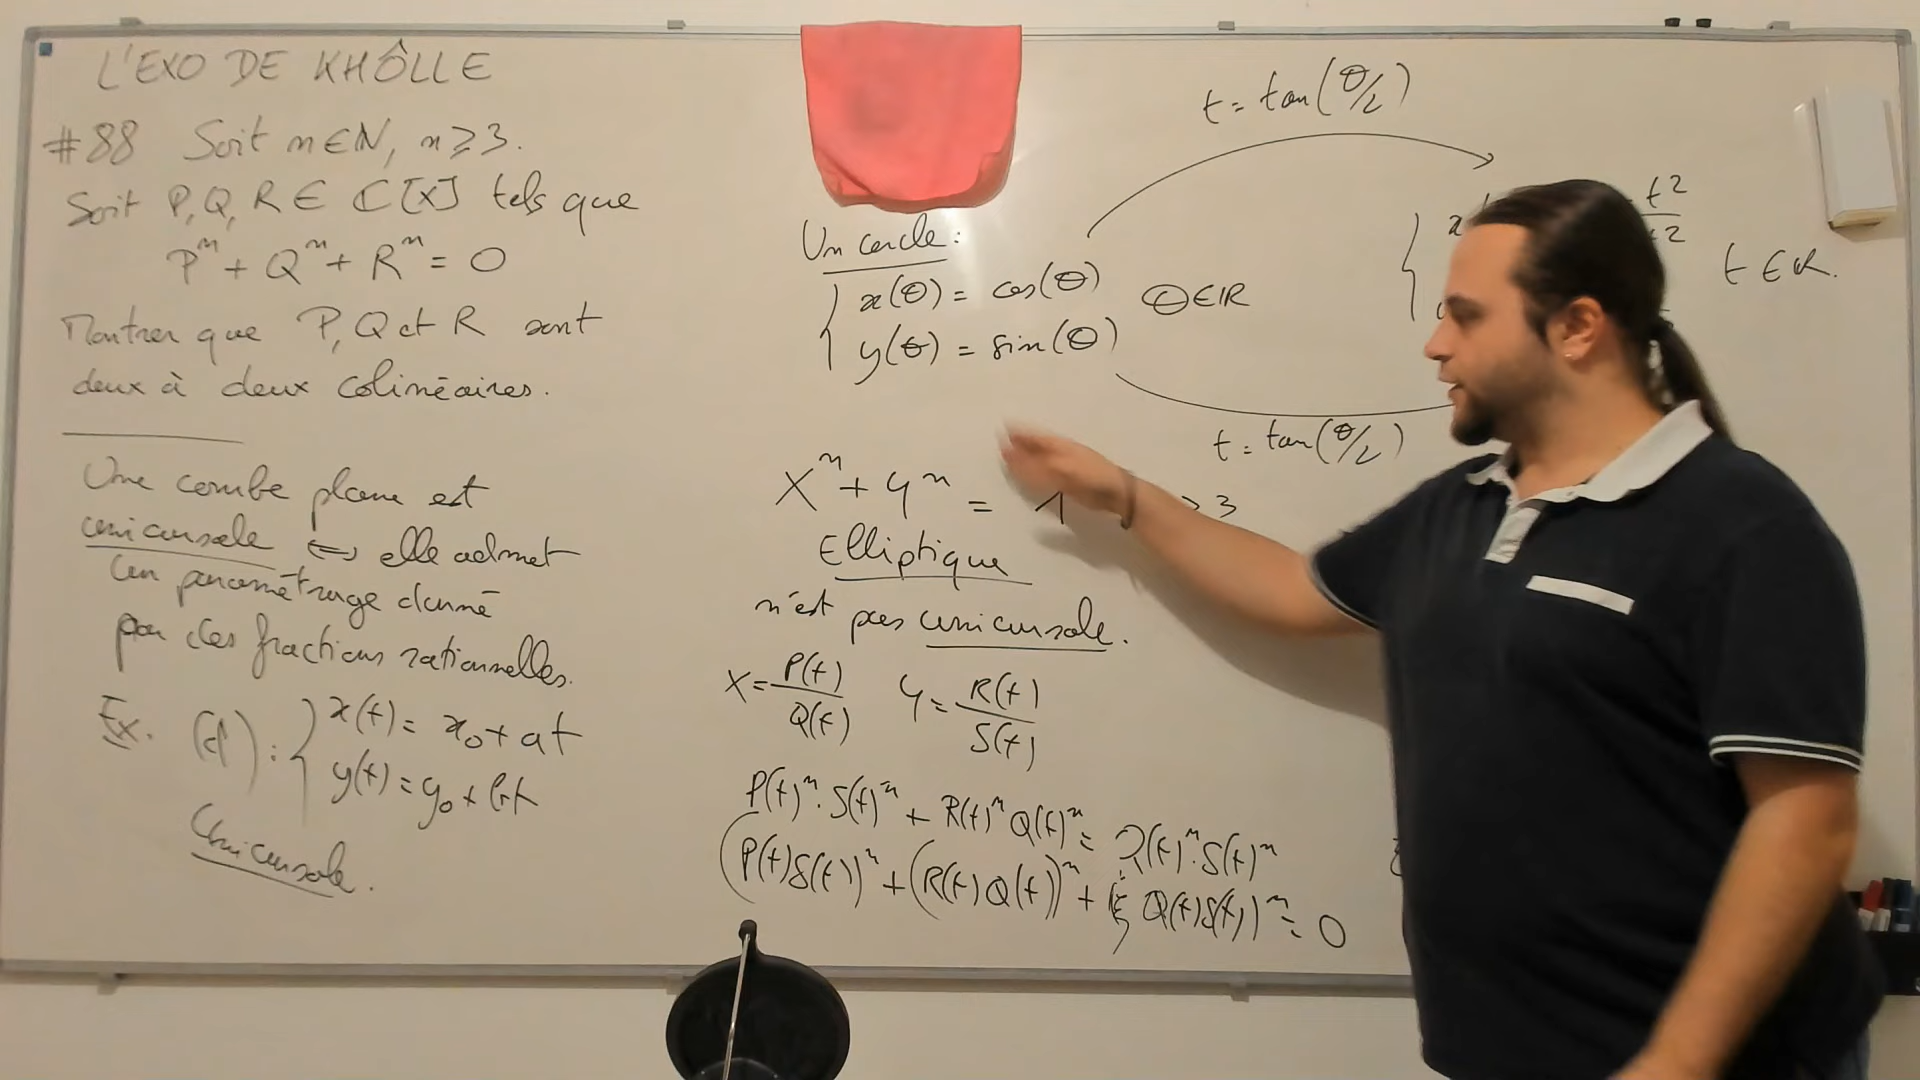 L'EXO DE KHÔLLE
#88 Soit n∈ℕ, n⩾3.
Soit P, Q, R ∈ ℂ[X] tels que
Pⁿ + Qⁿ + Rⁿ = 0
Montrer que P, Q et R sont
deux à deux colinéaires.
Une courbe plane est
unicursale ⟺ elle admet
un paramétrage donné
par des fractions rationnelles.
Ex. (d) : { x(t) = x₀ + at
y(t) = y₀ + bt
Unicursale.
t = tan(θ/2)
Un cercle :
{ x(θ) = cos(θ)
y(θ) = sin(θ)
θ∈ℝ
t ∈ ℝ.
t = tan(θ/2)
Xⁿ + Yⁿ = 1 ⩾ 3
Elliptique
n'est pas unicursale.
X = P(t)/Q(t) Y = R(t)/S(t)
P(t)ⁿ.S(t)ⁿ + R(t)ⁿQ(t)ⁿ = Q(t)ⁿ.S(t)ⁿ
(P(t)S(t))ⁿ + (R(t)Q(t))ⁿ + (ξ Q(t)S(t))ⁿ = 0